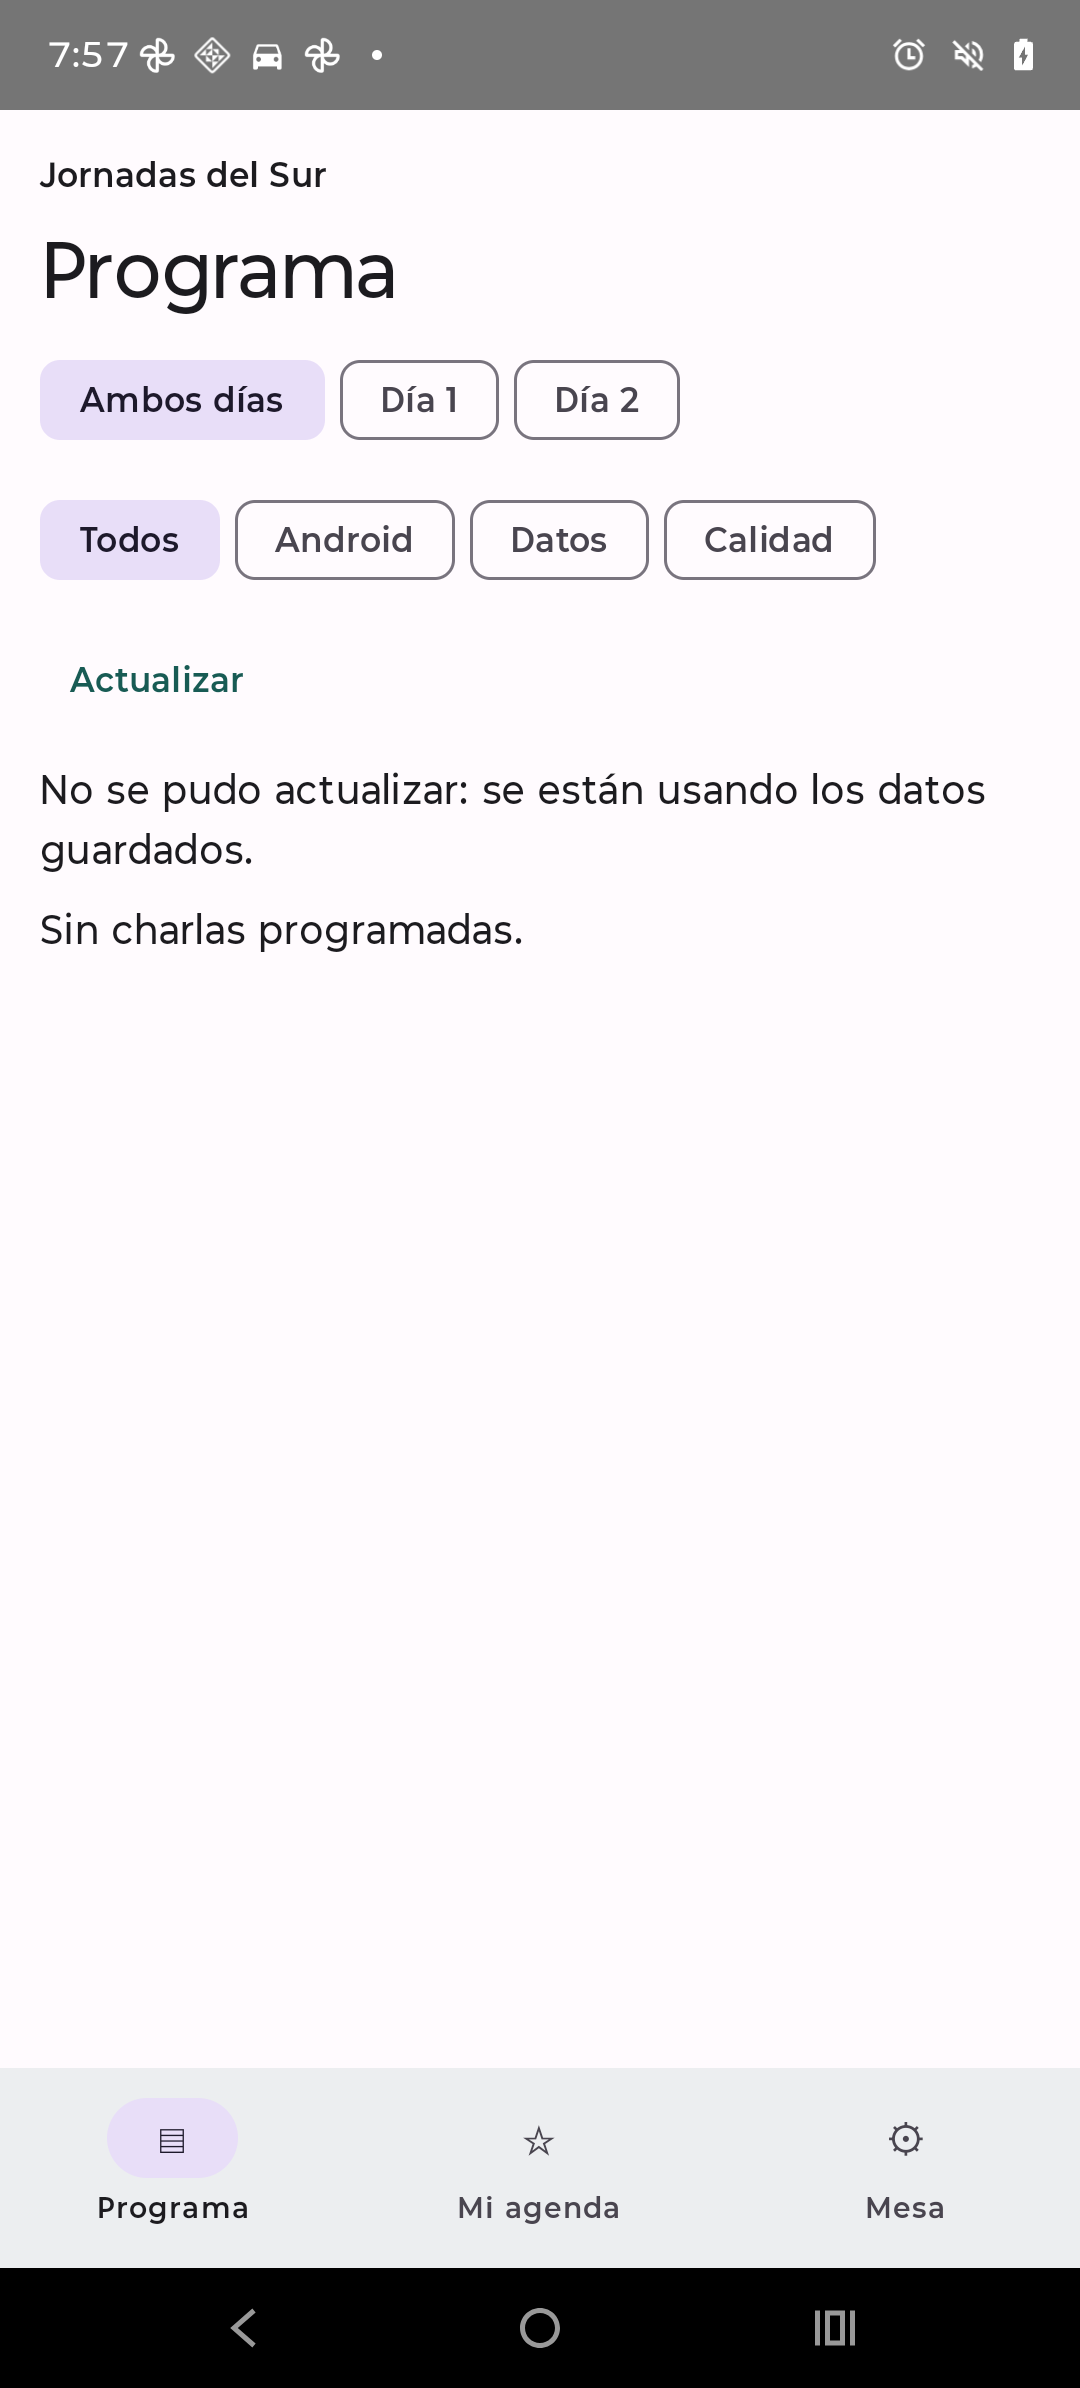 7:57
Jornadas del Sur
Programa
Ambos días
Día 1
Día 2
Todos
Android
Datos
Calidad
Actualizar
No se pudo actualizar: se están usando los datos
guardados.
Sin charlas programadas.
Programa
Mi agenda
Mesa